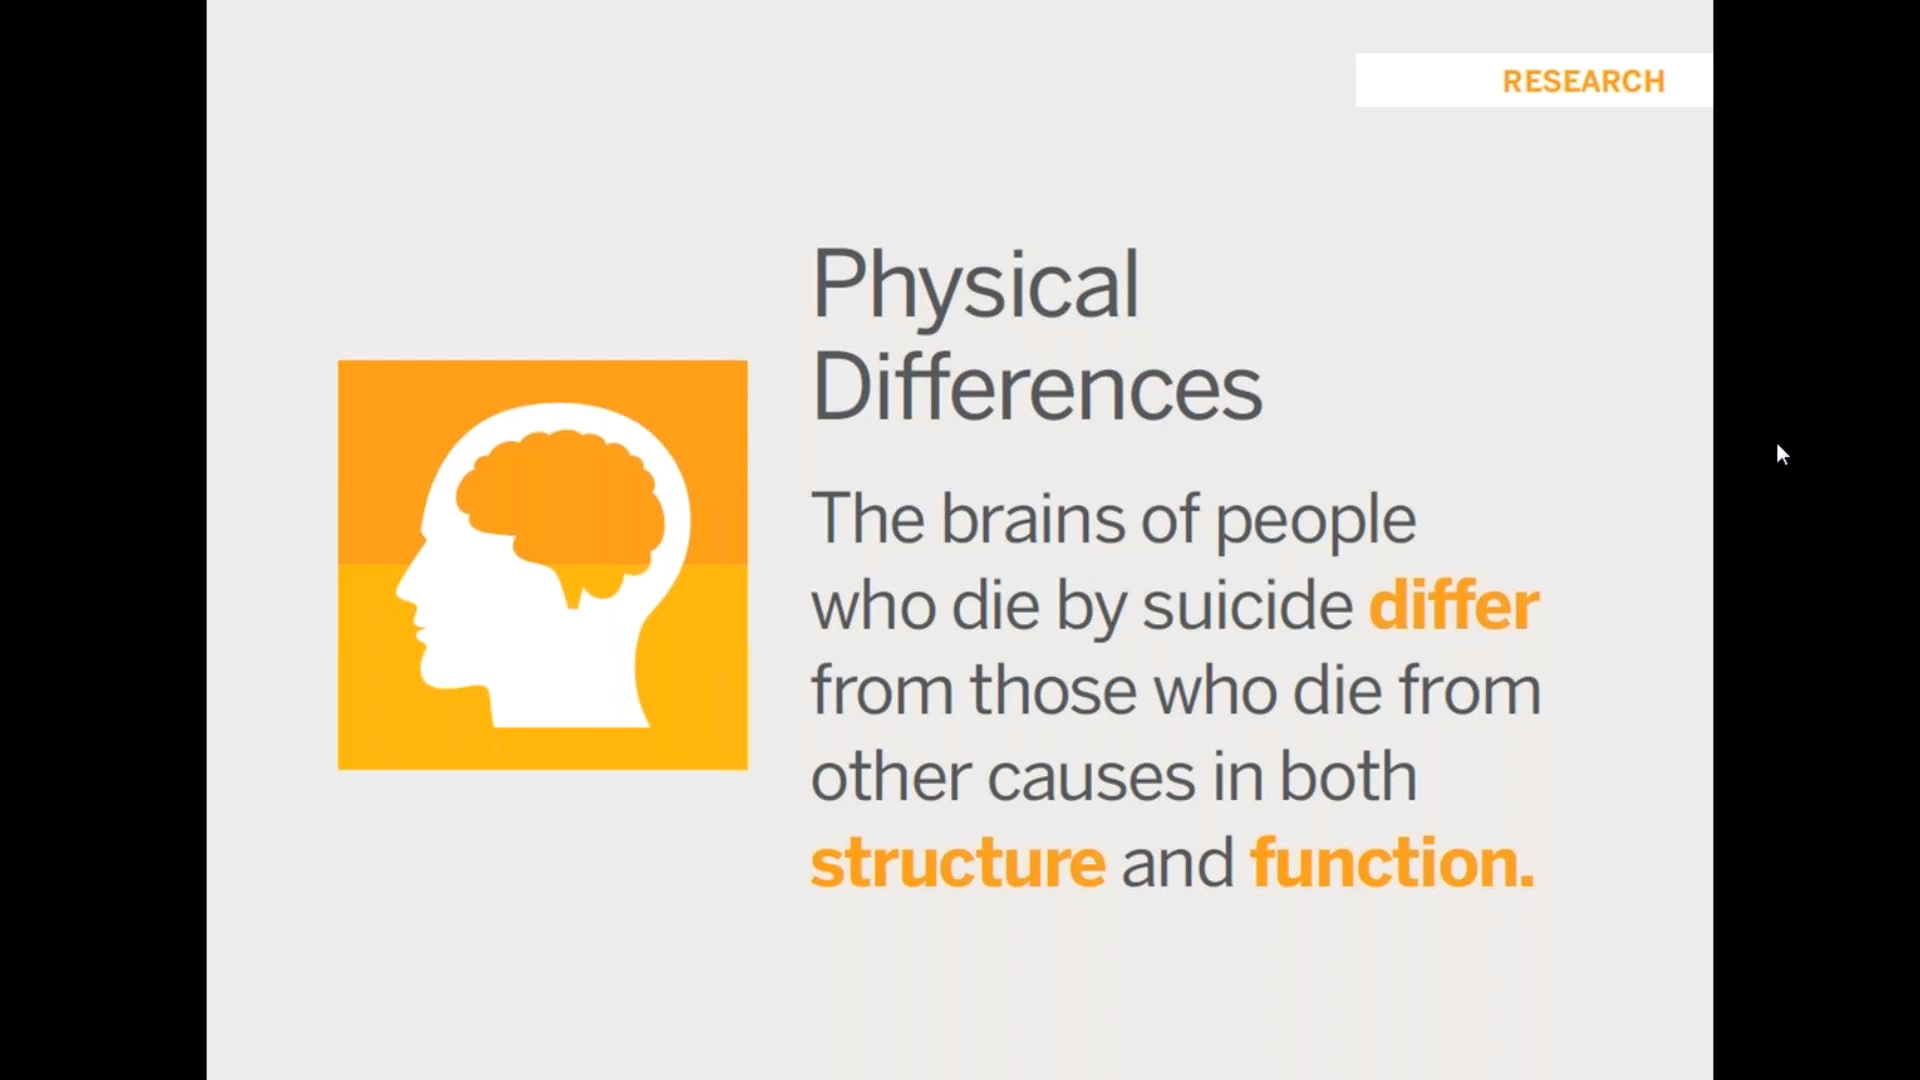 RESEARCH
Physical
Differences
The brains of people
who die by suicide differ
from those who die from
other causes in both
structure and function.